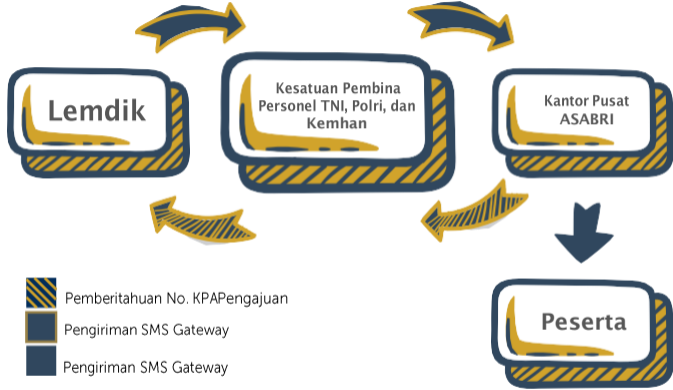 Lemdik
Kesatuan Pembina
Personel TNI, Polri, dan
Kemhan
Kantor Pusat
ASABRI
Peserta
Pemberitahuan No. KPAPengajuan
Pengiriman SMS Gateway
Pengiriman SMS Gateway